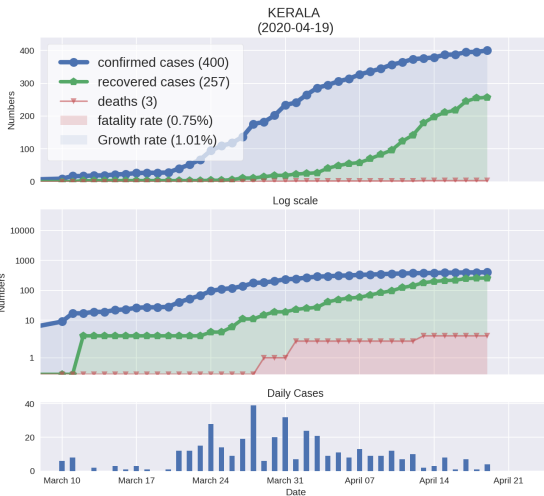 KERALA
(2020-04-19)
400
300
200
100
0
Numbers
confirmed cases (400)
recovered cases (257)
deaths (3)
fatality rate (0.75%)
Growth rate (1.01%)
Log scale
10000
1000
100
10
1
Numbers
Daily Cases
40
20
0
March 10 March 17 March 24 March 31 April 07 April 14 April 21
Date